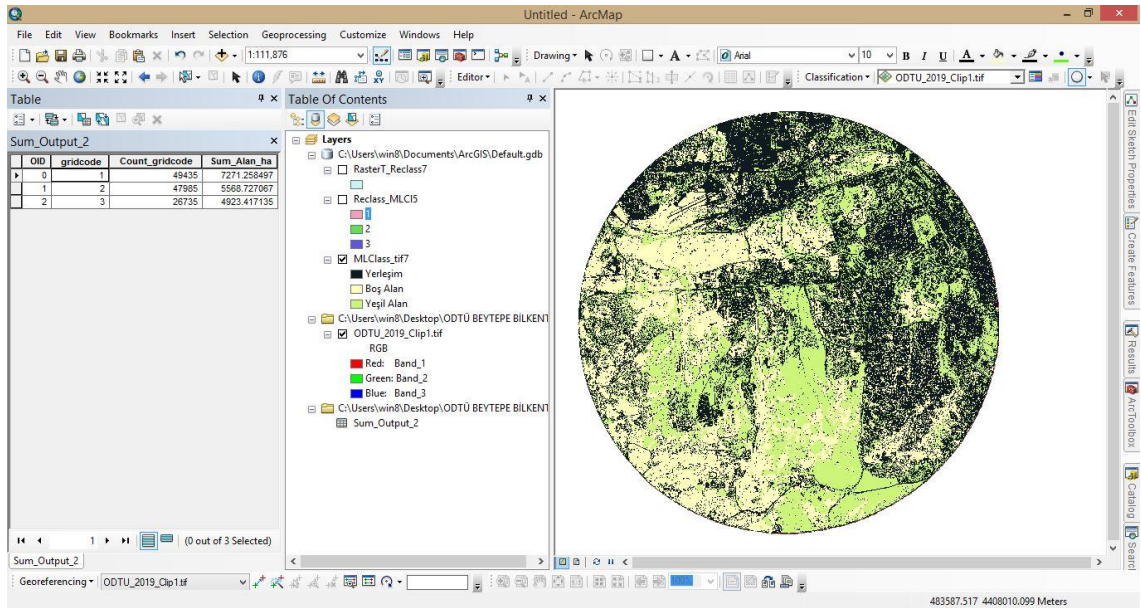 Untitled - ArcMap
File Edit View Bookmarks Insert Selection Geoprocessing Customize Windows Help
1:111,876 Drawing Arial 10 B I U A
Editor Classification ODTU_2019_Clip1.tif
Table
Sum_Output_2
OID gridcode Count_gridcode Sum_Alan_ha
0 1 49435 7271.258497
1 2 47985 5568.727067
2 3 26735 4923.417135
1 (0 out of 3 Selected)
Sum_Output_2
Table Of Contents
Layers
C:\Users\win8\Documents\ArcGIS\Default.gdb
RasterT_Reclass7
Reclass_MLCl5
1
2
3
MLClass_tif7
Yerleşim
Boş Alan
Yeşil Alan
C:\Users\win8\Desktop\ODTÜ BEYTEPE BİLKENT
ODTU_2019_Clip1.tif
RGB
Red: Band_1
Green: Band_2
Blue: Band_3
C:\Users\win8\Desktop\ODTÜ BEYTEPE BİLKENT
Sum_Output_2
Edit Sketch Properties
Create Features
Results
ArcToolbox
Catalog
Search
Georeferencing ODTU_2019_Clip1.tif 100%
483587.517 4408010.099 Meters